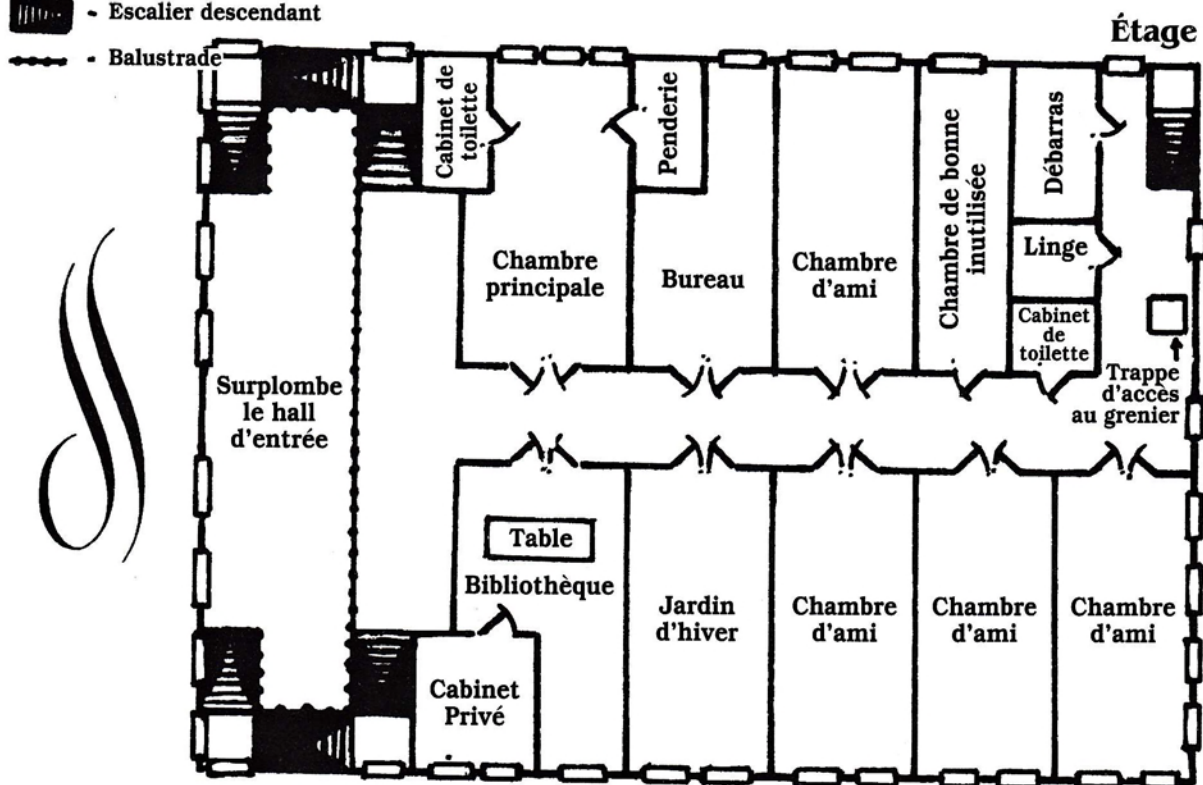 - Escalier descendant
- Balustrade
Étage
Cabinet de
toilette
Penderie
Chambre
principale
Bureau
Chambre
d'ami
Chambre de bonne
inutilisée
Débarras
Linge
Cabinet
de
toilette
Trappe
d'accès
au grenier
Surplombe
le hall
d'entrée
Table
Bibliothèque
Cabinet
Privé
Jardin
d'hiver
Chambre
d'ami
Chambre
d'ami
Chambre
d'ami